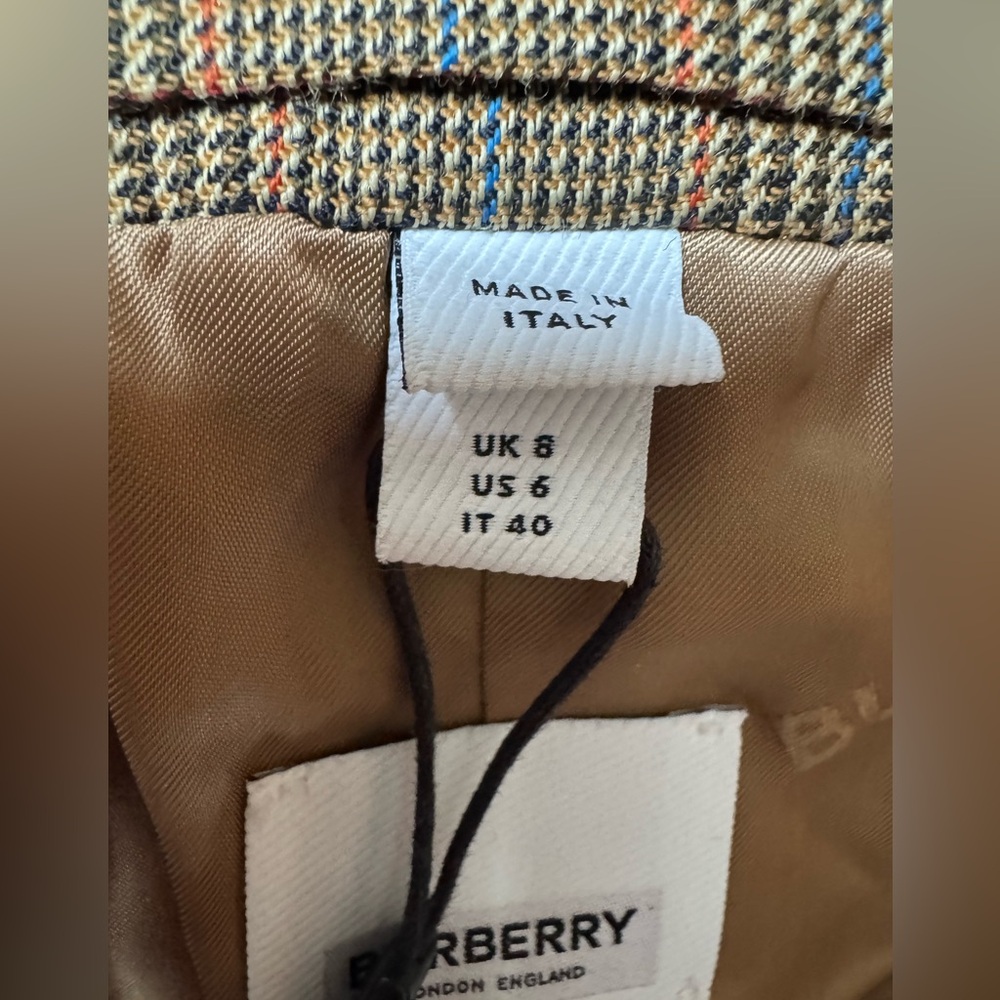 MADE IN
ITALY
UK 8
US 6
IT 40
BURBERRY
LONDON ENGLAND